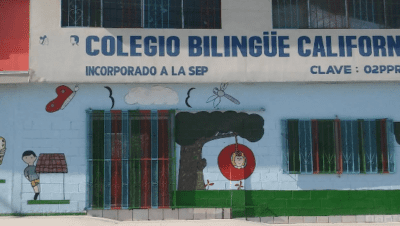 COLEGIO BILINGÜE CALIFORN
INCORPORADO A LA SEP
CLAVE : 02PPR